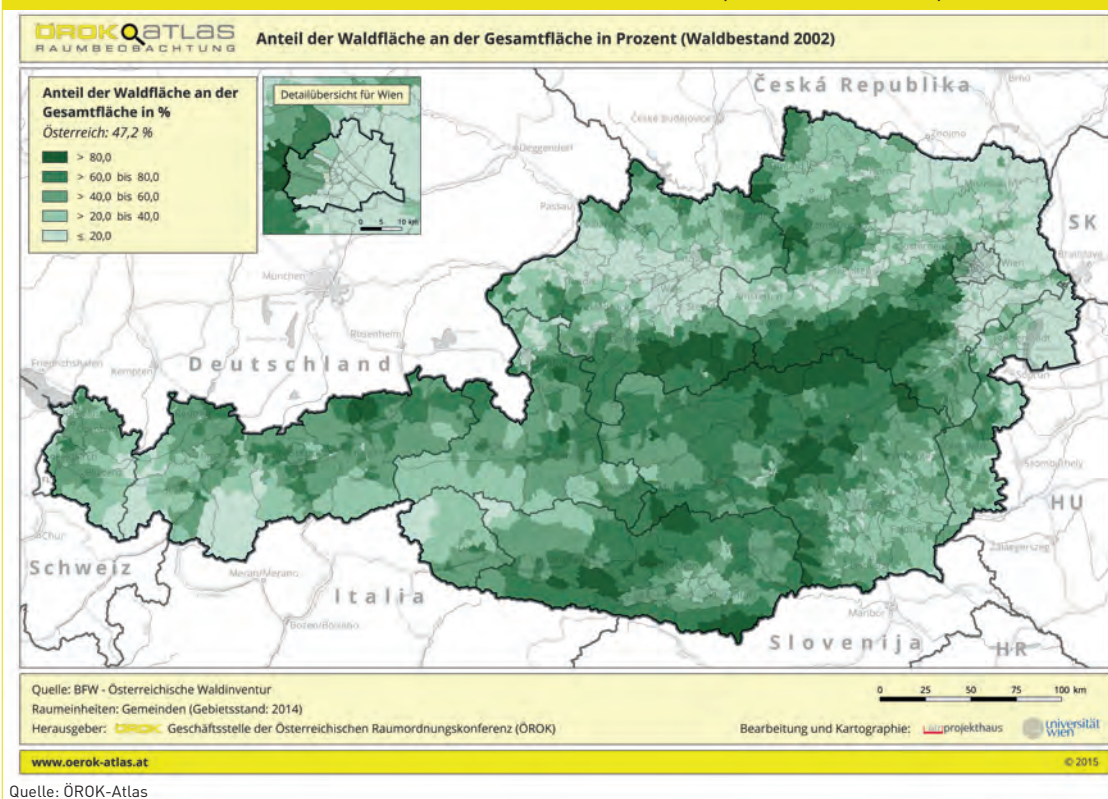 ÖROK ATLAS
RAUMBEOBACHTUNG
Anteil der Waldfläche an der Gesamtfläche in Prozent (Waldbestand 2002)
Anteil der Waldfläche an der
Gesamtfläche in %
Österreich: 47,2 %
> 80,0
> 60,0 bis 80,0
> 40,0 bis 60,0
> 20,0 bis 40,0
≤ 20,0
Detailübersicht für Wien
0 5 10 km
Česká Republika
Brno
České Budějovice
Znojmo
Deggendorf
Passau
SK
Bratislava
Wien
München
Rosenheim
Deutschland
Friedrichshafen
Kempten
Sopron
Szombathely
HU
Zalaegerszeg
Chur
Schweiz
Meran/Merano
Italia
Bozen/Bolzano
Maribor
Slovenija
HR
Quelle: BFW - Österreichische Waldinventur
Raumeinheiten: Gemeinden (Gebietsstand: 2014)
Herausgeber: ÖROK Geschäftsstelle der Österreichischen Raumordnungskonferenz (ÖROK)
0 25 50 75 100 km
Bearbeitung und Kartographie: projekthaus universität wien
www.oerok-atlas.at
© 2015
Quelle: ÖROK-Atlas